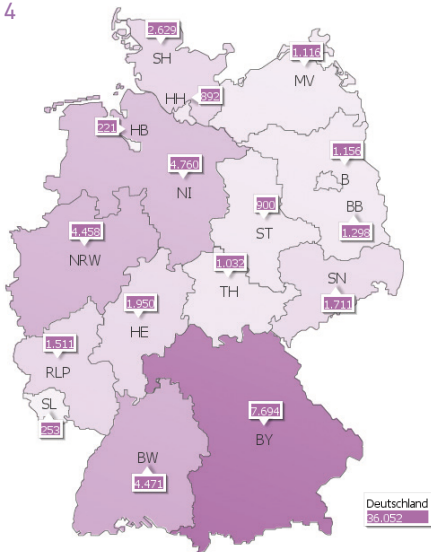 4
2.629
SH
1.116
MV
HH
892
221
HB
1.156
B
4.760
NI
900
BB
ST
1.298
4.458
NRW
1.032
TH
SN
1.711
1.950
HE
1.511
RLP
SL
253
7.694
BY
BW
4.471
Deutschland
36.052